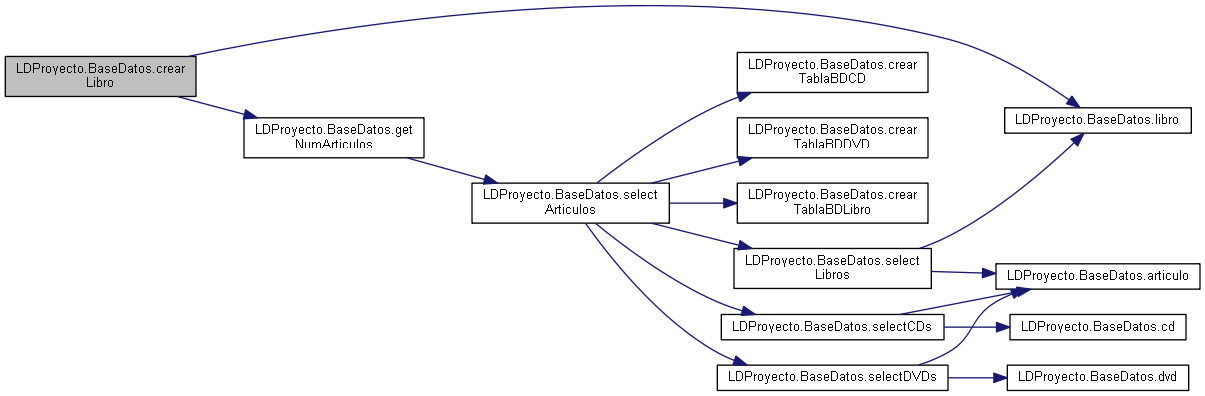 LDProyecto.BaseDatos.crear
Libro
LDProyecto.BaseDatos.get
NumArticulos
LDProyecto.BaseDatos.select
Articulos
LDProyecto.BaseDatos.crear
TablaBDCD
LDProyecto.BaseDatos.crear
TablaBDDVD
LDProyecto.BaseDatos.crear
TablaBDLibro
LDProyecto.BaseDatos.select
Libros
LDProyecto.BaseDatos.selectCDs
LDProyecto.BaseDatos.selectDVDs
LDProyecto.BaseDatos.libro
LDProyecto.BaseDatos.articulo
LDProyecto.BaseDatos.cd
LDProyecto.BaseDatos.dvd